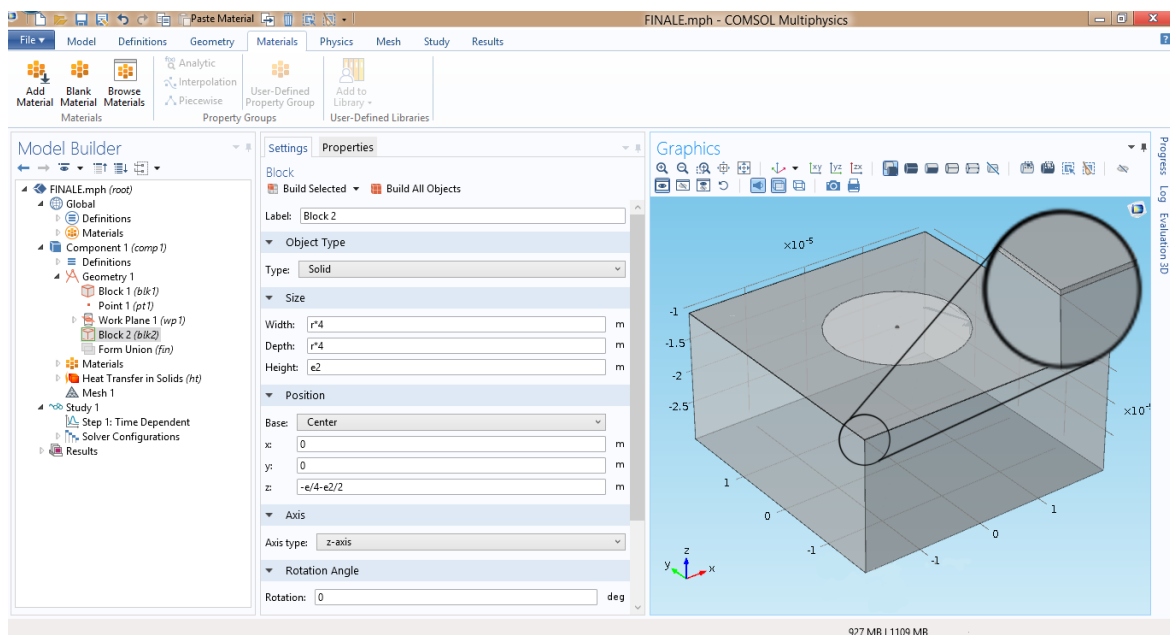 Paste Material
FINALE.mph - COMSOL Multiphysics
File Model Definitions Geometry Materials Physics Mesh Study Results
Add Material
Blank Material
Browse Materials
Analytic
Interpolation
Piecewise
User-Defined Property Group
Add to Library
Materials
Property Groups
User-Defined Libraries
Model Builder
FINALE.mph (root)
Global
Definitions
Materials
Component 1 (comp1)
Definitions
Geometry 1
Block 1 (blk1)
Point 1 (pt1)
Work Plane 1 (wp1)
Block 2 (blk2)
Form Union (fin)
Materials
Heat Transfer in Solids (ht)
Mesh 1
Study 1
Step 1: Time Dependent
Solver Configurations
Results
Settings Properties
Block
Build Selected Build All Objects
Label: Block 2
Object Type
Type: Solid
Size
Width: r*4 m
Depth: r*4 m
Height: e2 m
Position
Base: Center
x: 0 m
y: 0 m
z: -e/4-e2/2 m
Axis
Axis type: z-axis
Rotation Angle
Rotation: 0 deg
Graphics
xy yz zx
×10-5
-1
-1.5
-2
-2.5
×10-
1
0
-1
1
0
-1
z
y
x
Progress
Log
Evaluation 3D
927 MB | 1109 MB